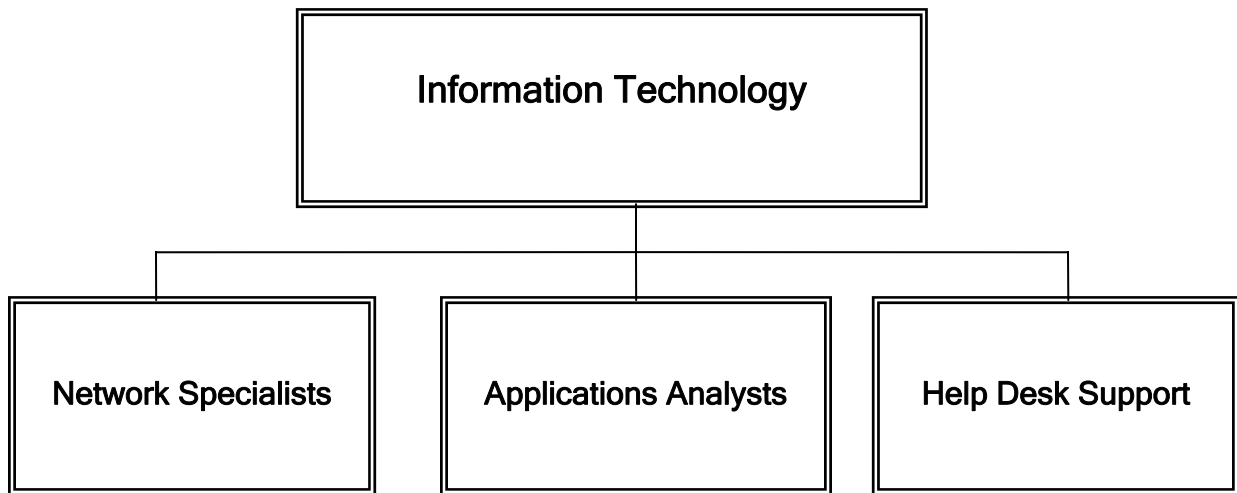 Information Technology
Network Specialists
Applications Analysts
Help Desk Support